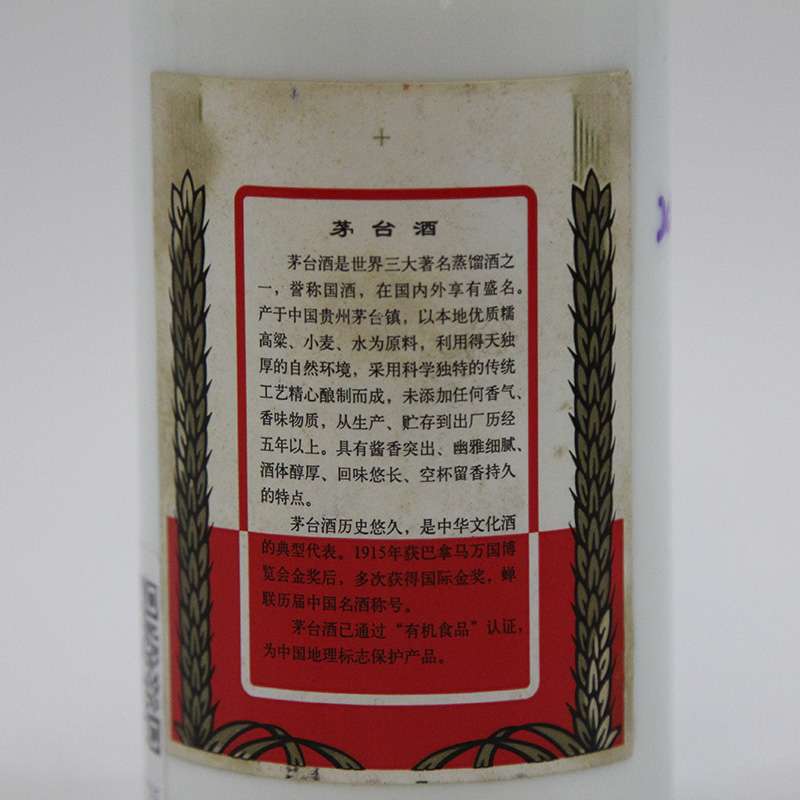 茅台酒
茅台酒是世界三大著名蒸馏酒之
一，誉称国酒，在国内外享有盛名。
产于中国贵州茅台镇，以本地优质糯
高粱、小麦、水为原料，利用得天独
厚的自然环境，采用科学独特的传统
工艺精心酿制而成，未添加任何香气、
香味物质，从生产、贮存到出厂历经
五年以上。具有酱香突出、幽雅细腻、
酒体醇厚、回味悠长、空杯留香持久
的特点。
茅台酒历史悠久，是中华文化酒
的典型代表。1915年获巴拿马万国博
览会金奖后，多次获得国际金奖，蝉
联历届中国名酒称号。
茅台酒已通过“有机食品”认证，
为中国地理标志保护产品。